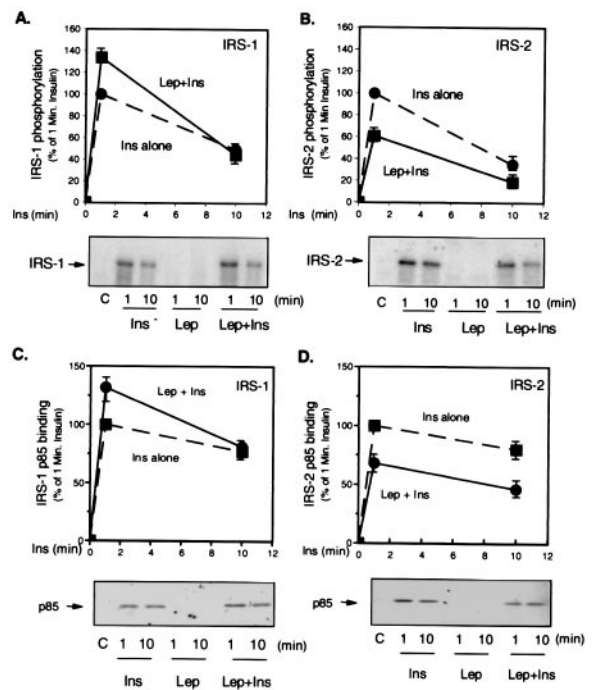 A.
IRS-1
IRS-1 phosphorylation
(% of 1 Min. Insulin)
160
140
120
100
80
60
40
20
0
Lep+Ins
Ins alone
Ins (min) 0 2 4 6 8 10 12
IRS-1
C 1 10 1 10 1 10 (min)
Ins Lep Lep+Ins
B.
IRS-2
IRS-2 phosphorylation
(% of 1 Min. Insulin)
160
140
120
100
80
60
40
20
0
Ins alone
Lep+Ins
Ins (min) 0 2 4 6 8 10 12
IRS-2
C 1 10 1 10 1 10 (min)
Ins Lep Lep+Ins
C.
IRS-1
IRS-1 p85 binding
(% of 1 Min. Insulin)
150
125
100
75
50
25
0
Lep + Ins
Ins alone
Ins (min) 0 2 4 6 8 10 12
p85
C 1 10 1 10 1 10 (min)
Ins Lep Lep+Ins
D.
IRS-2
IRS-2 p85 binding
(% of 1 Min. Insulin)
150
100
50
0
Ins alone
Lep + Ins
Ins (min) 0 2 4 6 8 10 12
p85
C 1 10 1 10 1 10 (min)
Ins Lep Lep+Ins